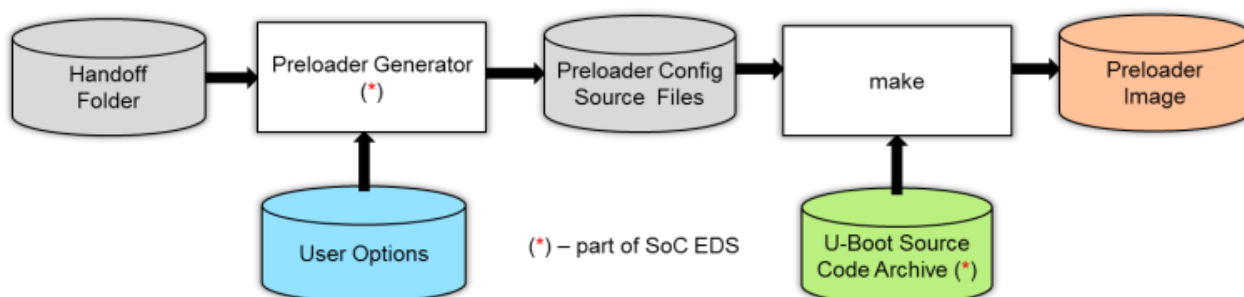 Handoff
Folder
Preloader Generator
(*)
Preloader Config
Source Files
make
Preloader
Image
User Options
(*) – part of SoC EDS
U-Boot Source
Code Archive (*)